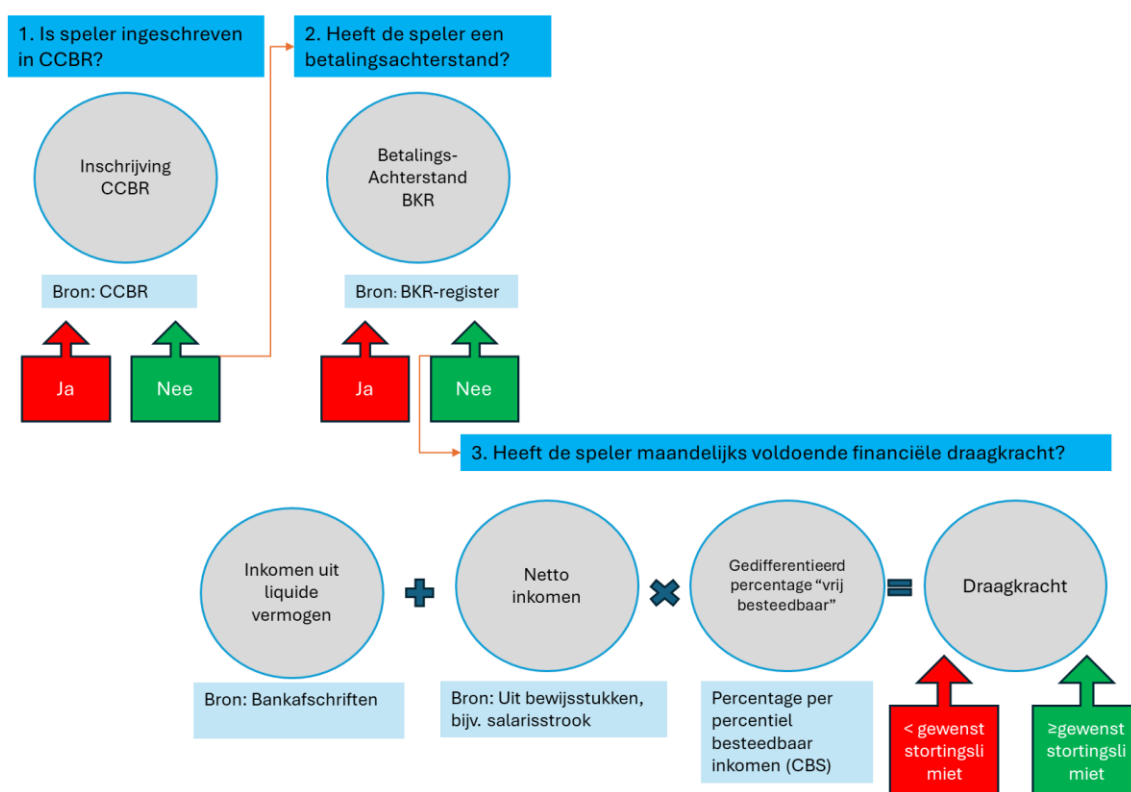 1. Is speler ingeschreven
in CCBR?
2. Heeft de speler een
betalingsachterstand?
Inschrijving
CCBR
Betalings-
Achterstand
BKR
Bron: CCBR
Bron: BKR-register
Ja
Nee
Ja
Nee
3. Heeft de speler maandelijks voldoende financiële draagkracht?
Inkomen uit
liquide
vermogen
Netto
inkomen
Gedifferentieerd
percentage “vrij
besteedbaar”
Draagkracht
Bron: Bankafschriften
Bron: Uit bewijsstukken,
bijv. salarisstrook
Percentage per
percentiel
besteedbaar
inkomen (CBS)
< gewenst
stortingsli
miet
≥gewenst
stortingsli
miet